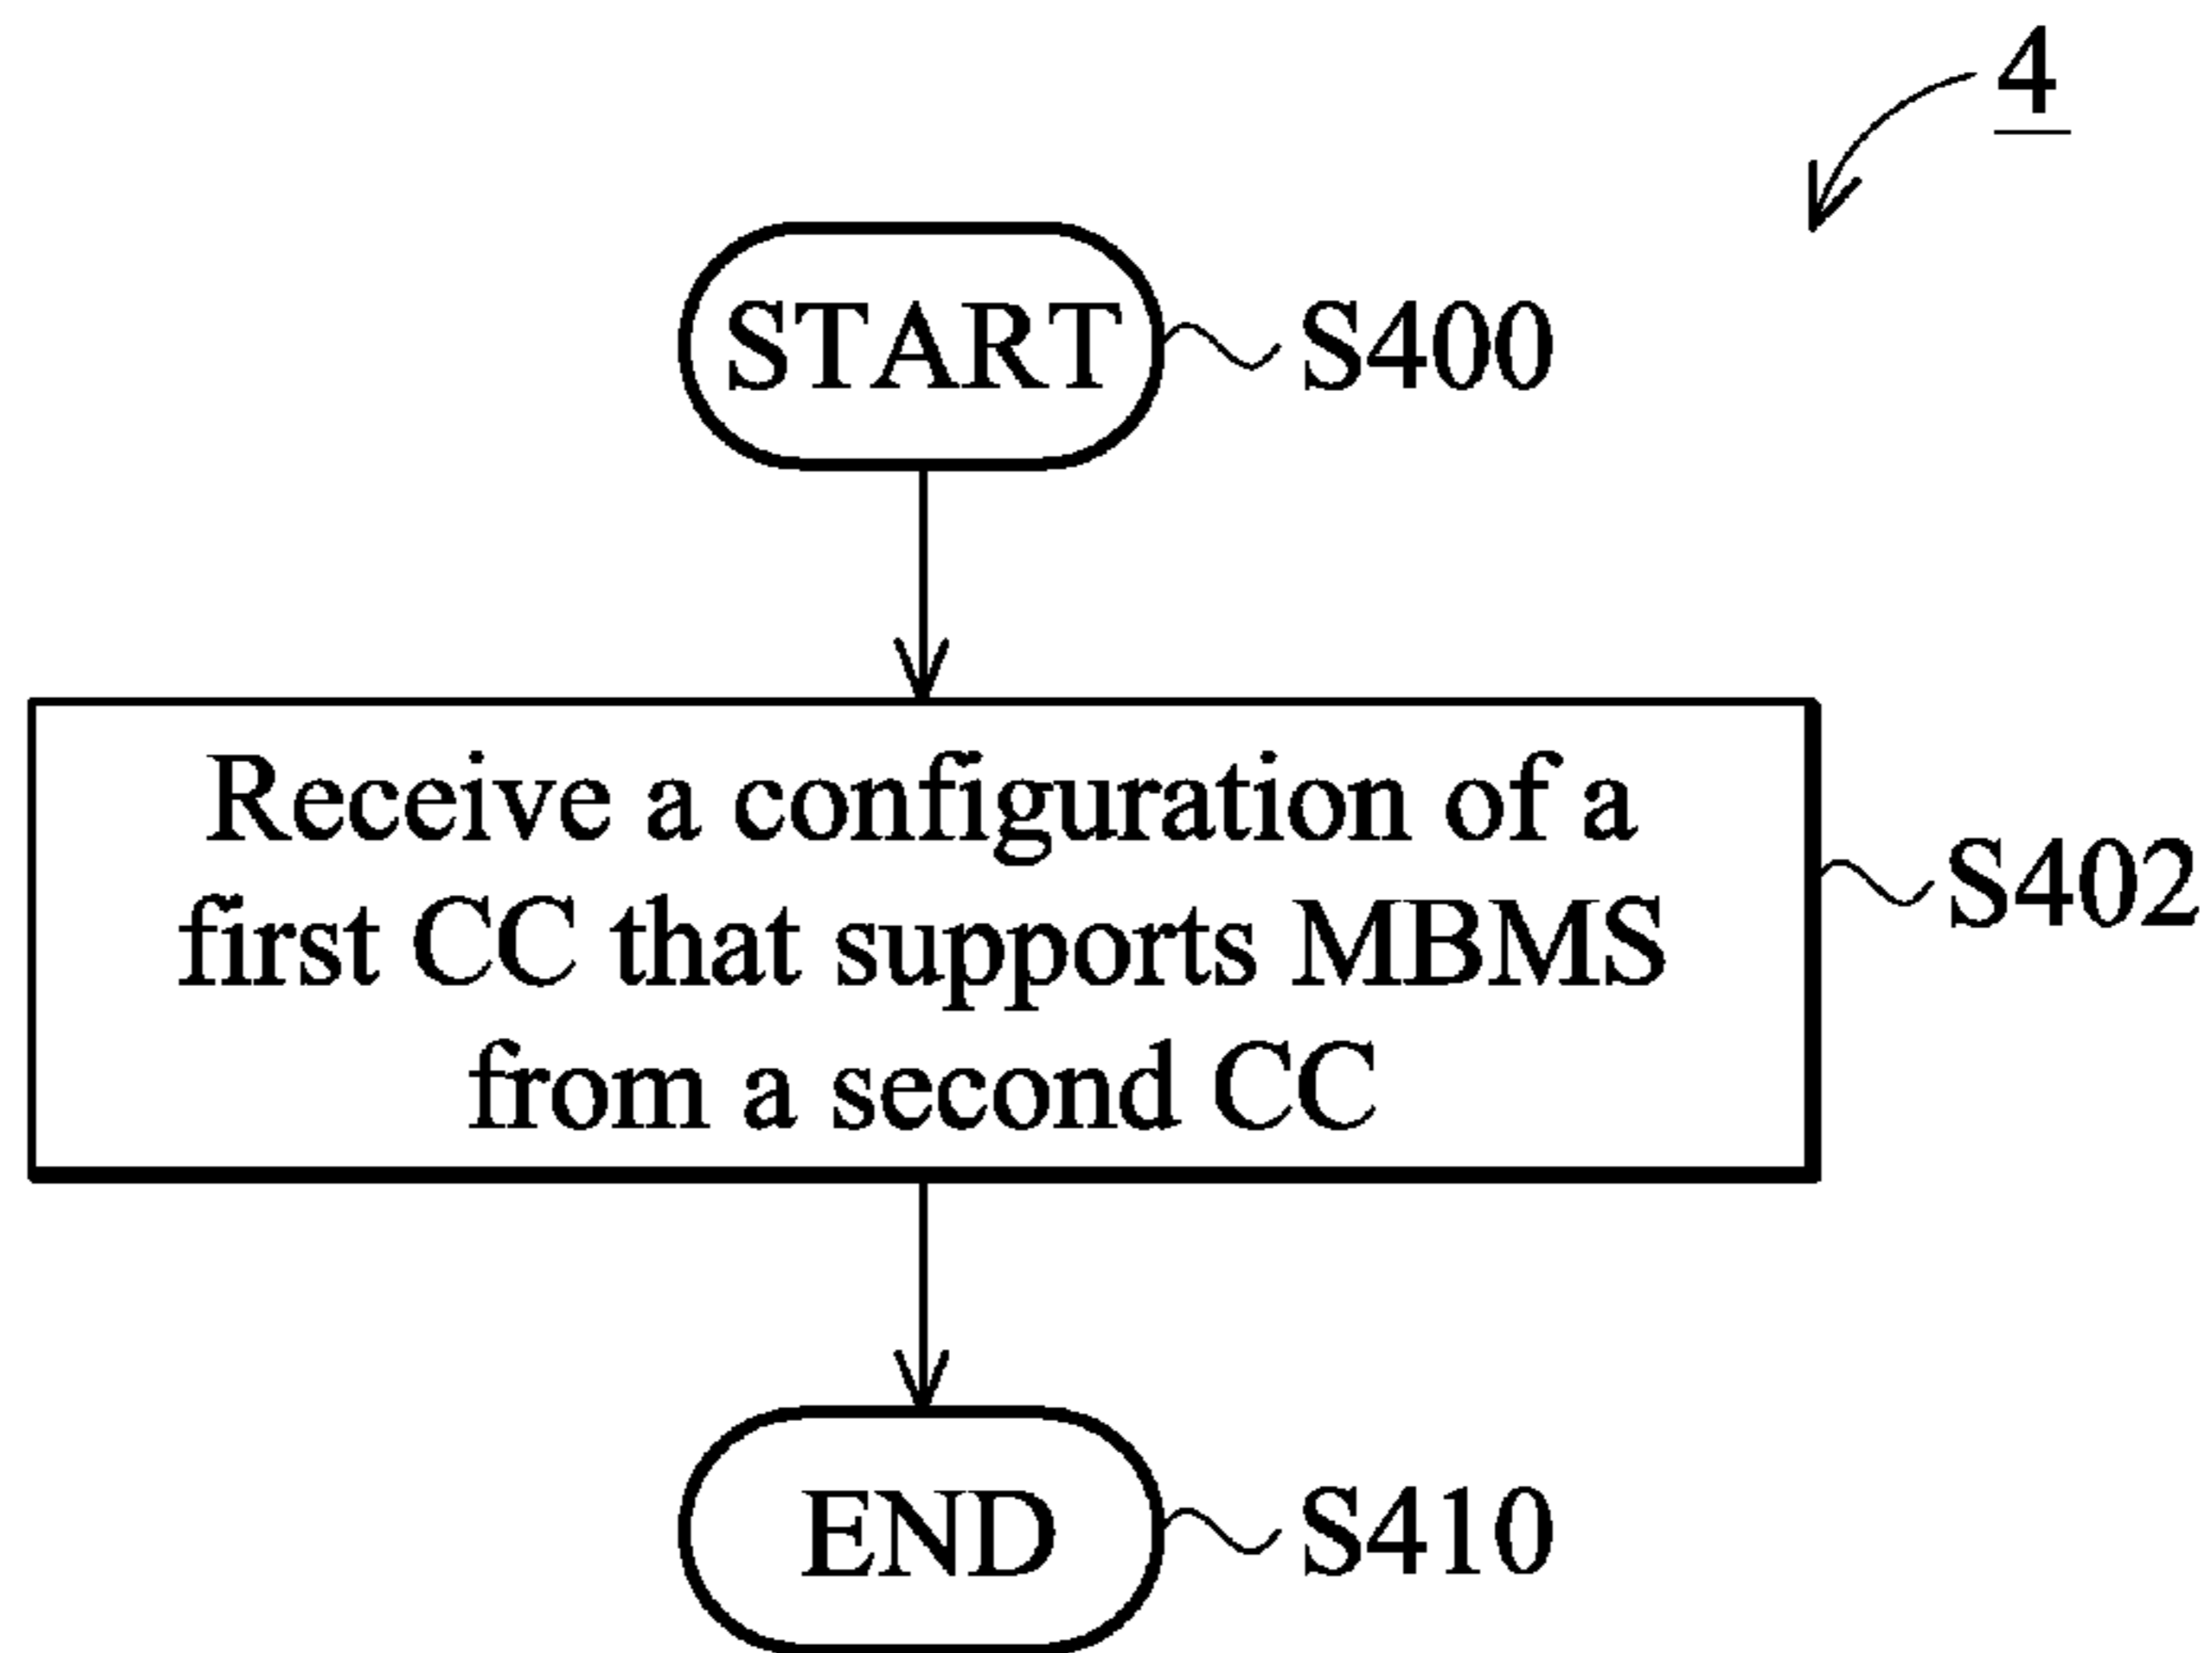 4
START
S400
Receive a configuration of a
first CC that supports MBMS
from a second CC
S402
END
S410